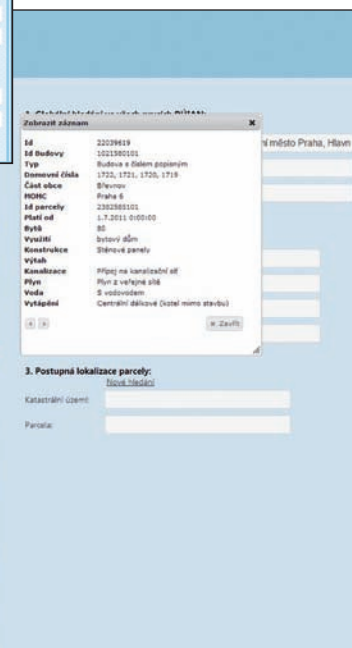 Zobrazit záznam
Id 22039619
Id Budovy 1021580101
Typ Budova s číslem popisným
Domovní čísla 1722, 1721, 1720, 1719
Část obce Břevnov
MOMC Praha 6
Id parcely 2302585101
Platí od 1.7.2011 0:00:00
Bytů 80
Využití bytový dům
Konstrukce Stěnové panely
Výtah
Kanalizace Přípoj na kanalizační síť
Plyn Plyn z veřejné sítě
Voda S vodovodem
Vytápění Centrální dálkové (kotel mimo stavbu)
Zavřít
ní město Praha, Hlavn
3. Postupná lokalizace parcely:
Nové hledání
Katastrální území:
Parcela: